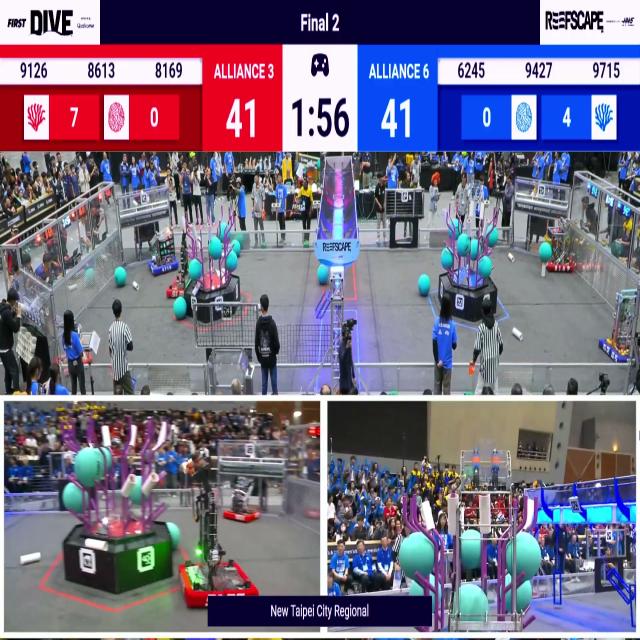 FIRST DIVE
Final 2
REEFSCAPE
9126 8613 8169
ALLIANCE 3
ALLIANCE 6
6245 9427 9715
7 0
41
1:56
41
0 4
REEFSCAPE
New Taipei City Regional